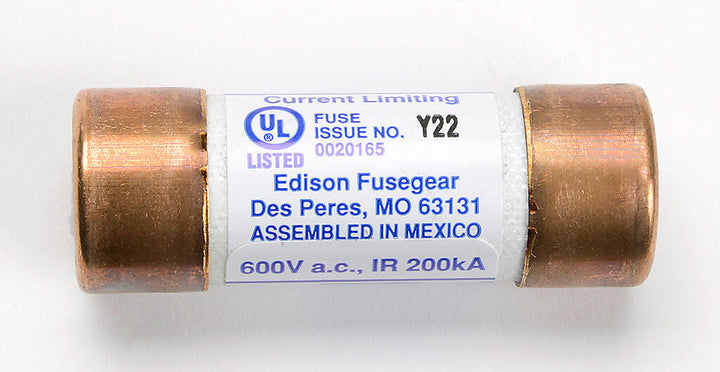 Current Limiting
UL
®
LISTED
FUSE
ISSUE NO. Y22
0020165
Edison Fusegear
Des Peres, MO 63131
ASSEMBLED IN MEXICO
600V a.c., IR 200kA